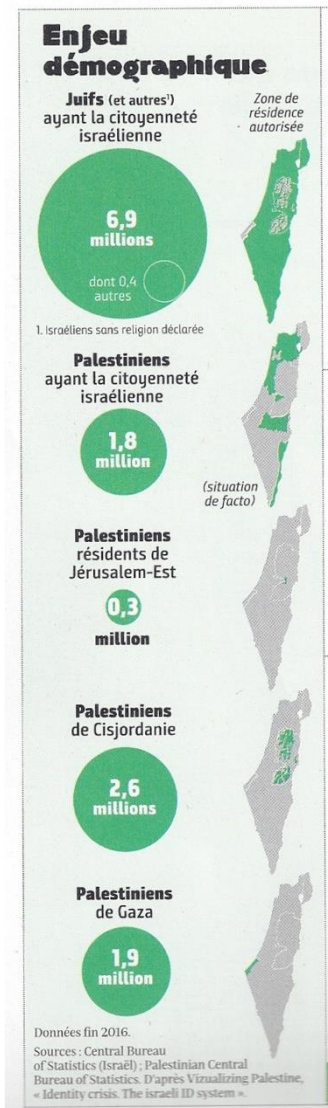 Enjeu
démographique
Juifs (et autres¹)
ayant la citoyenneté
israélienne
Zone de
résidence
autorisée
6,9
millions
dont 0,4
autres
1. Israéliens sans religion déclarée
Palestiniens
ayant la citoyenneté
israélienne
1,8
million
(situation
de facto)
Palestiniens
résidents de
Jérusalem-Est
0,3
million
Palestiniens
de Cisjordanie
2,6
millions
Palestiniens
de Gaza
1,9
million
Données fin 2016.
Sources : Central Bureau
of Statistics (Israël) ; Palestinian Central
Bureau of Statistics. D'après Vizualizing Palestine,
« Identity crisis. The israeli ID system ».